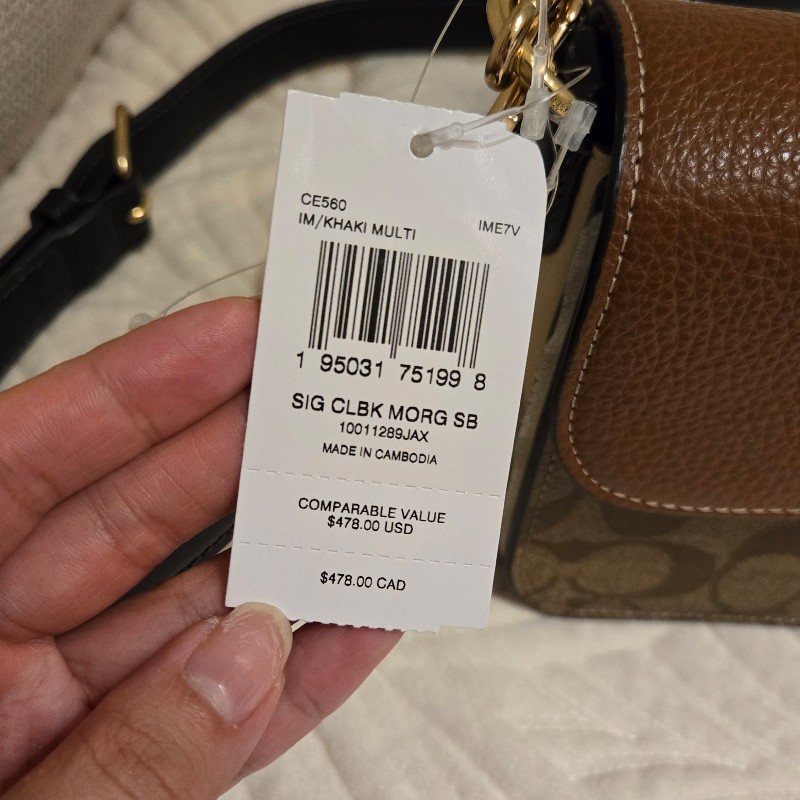 CE560
IM/KHAKI MULTI IME7V
1 95031 75199 8
SIG CLBK MORG SB
10011289JAX
MADE IN CAMBODIA
COMPARABLE VALUE
$478.00 USD
$478.00 CAD